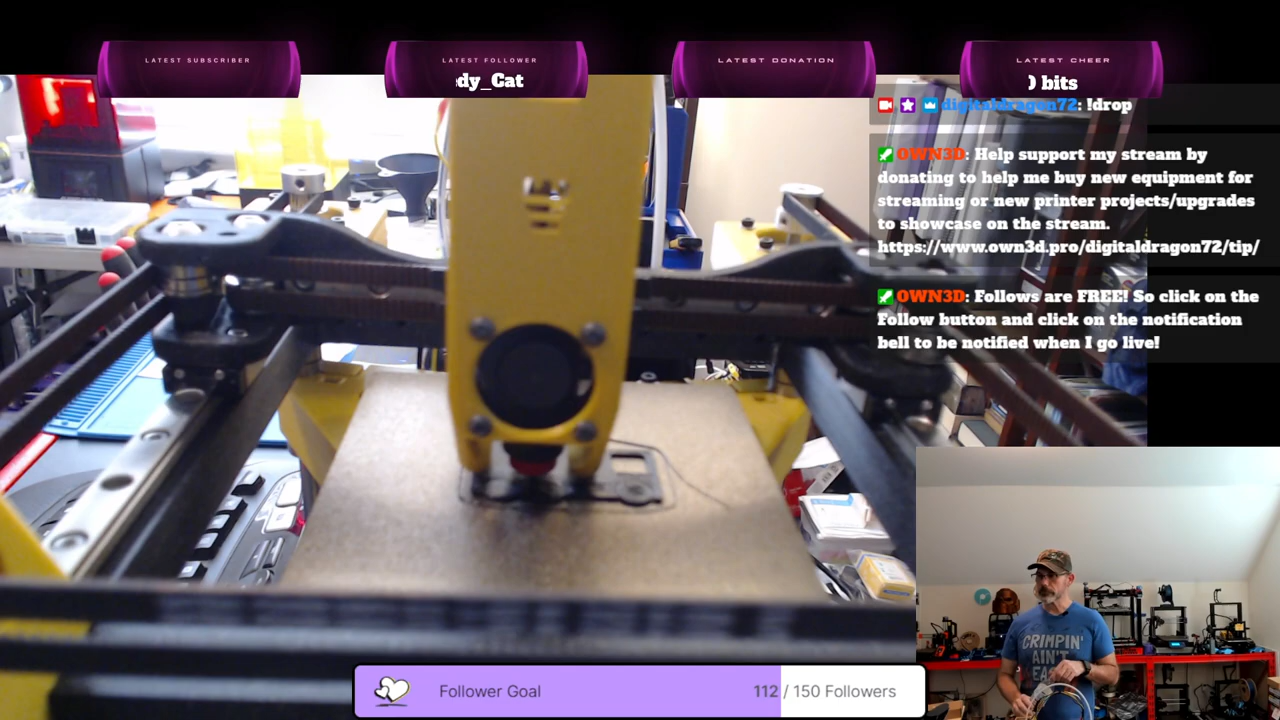 LATEST SUBSCRIBER
LATEST FOLLOWER
dy_Cat
LATEST DONATION
LATEST CHEER
0 bits
digitaldragon72: !drop
OWN3D: Help support my stream by
donating to help me buy new equipment for
streaming or new printer projects/upgrades
to showcase on the stream.
https://www.own3d.pro/digitaldragon72/tip/
OWN3D: Follows are FREE! So click on the
Follow button and click on the notification
bell to be notified when I go live!
CRIMPIN'
AIN'T
Follower Goal
112 / 150 Followers